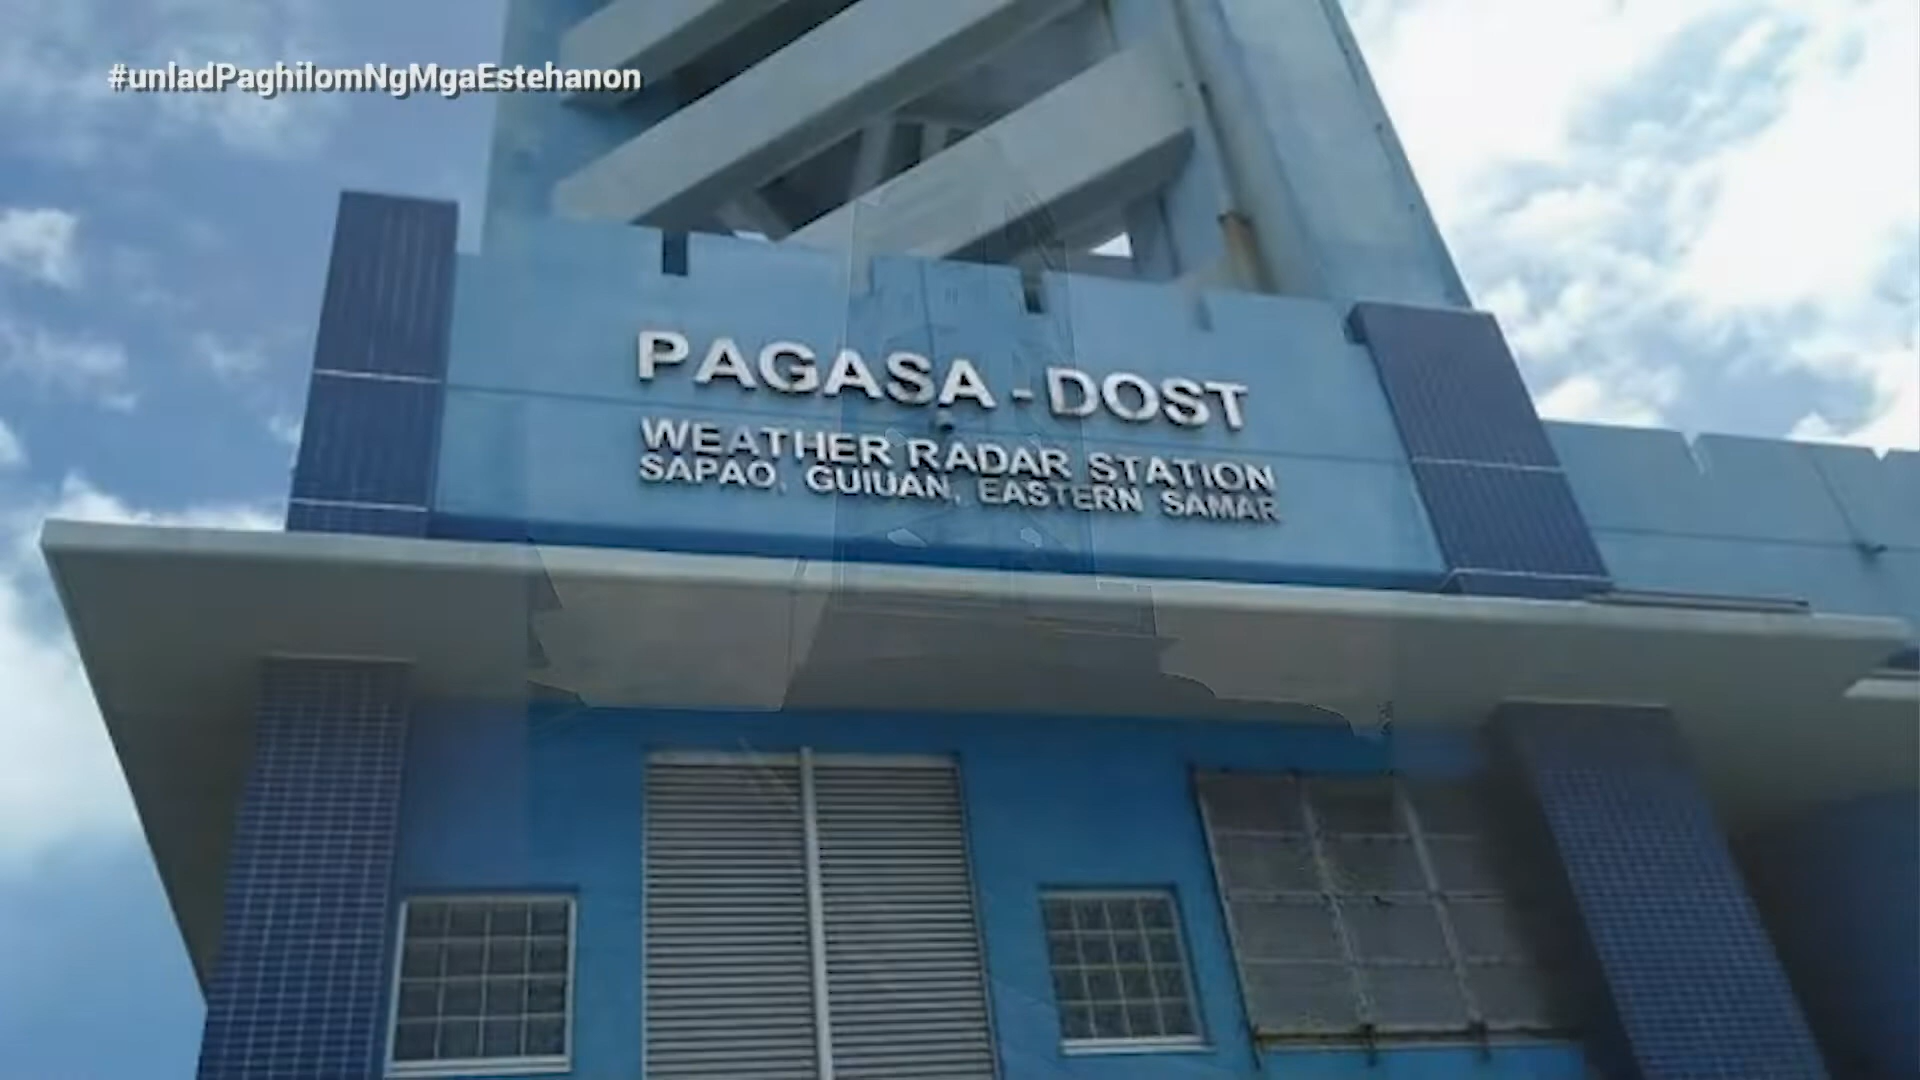 #unladPaghilomNgMgaEstehanon
PAGASA - DOST
WEATHER RADAR STATION
SAPAO, GUIUAN, EASTERN SAMAR